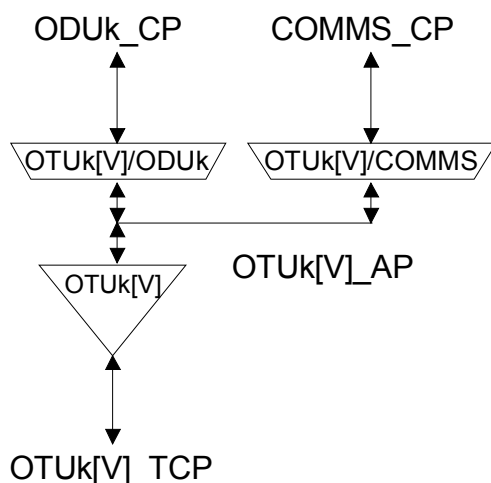 ODUk_CP
COMMS_CP
OTUk[V]/ODUk
OTUk[V]/COMMS
OTUk[V]_AP
OTUk[V]
OTUk[V]_TCP